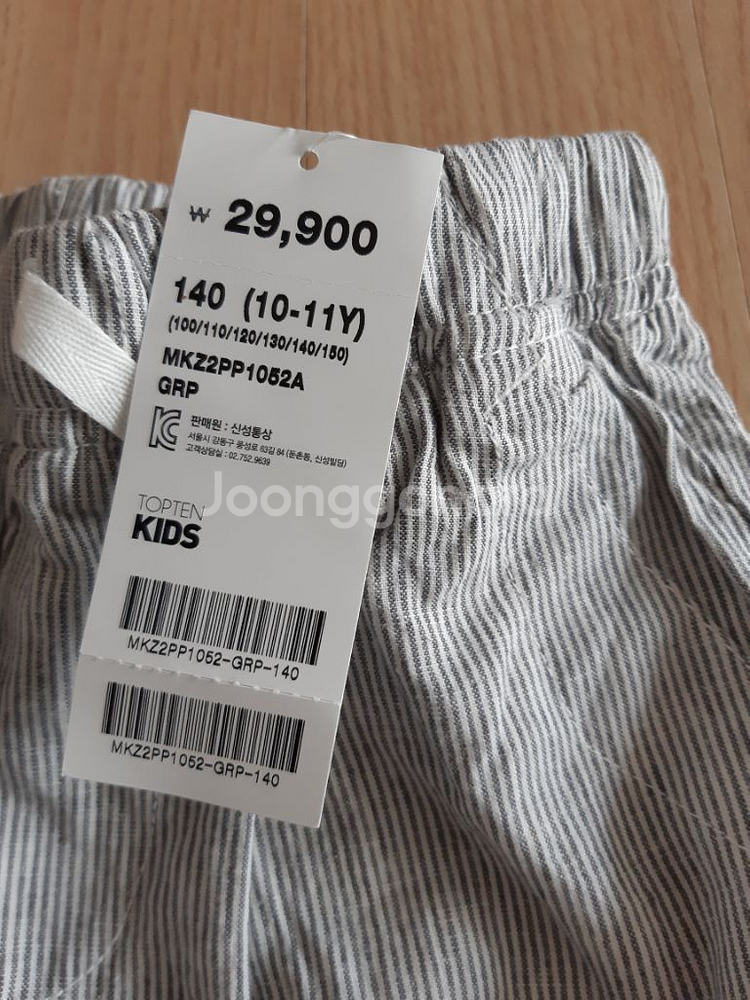 ₩ 29,900
140 (10-11Y)
(100/110/120/130/140/150)
MKZ2PP1052A
GRP
판매원 : 신성통상
서울시 강동구 풍성로 63길 84 (둔촌동, 신성빌딩)
고객상담실 : 02.752.9639
TOPTEN
KIDS
Joonggonara
MKZ2PP1052-GRP-140
MKZ2PP1052-GRP-140